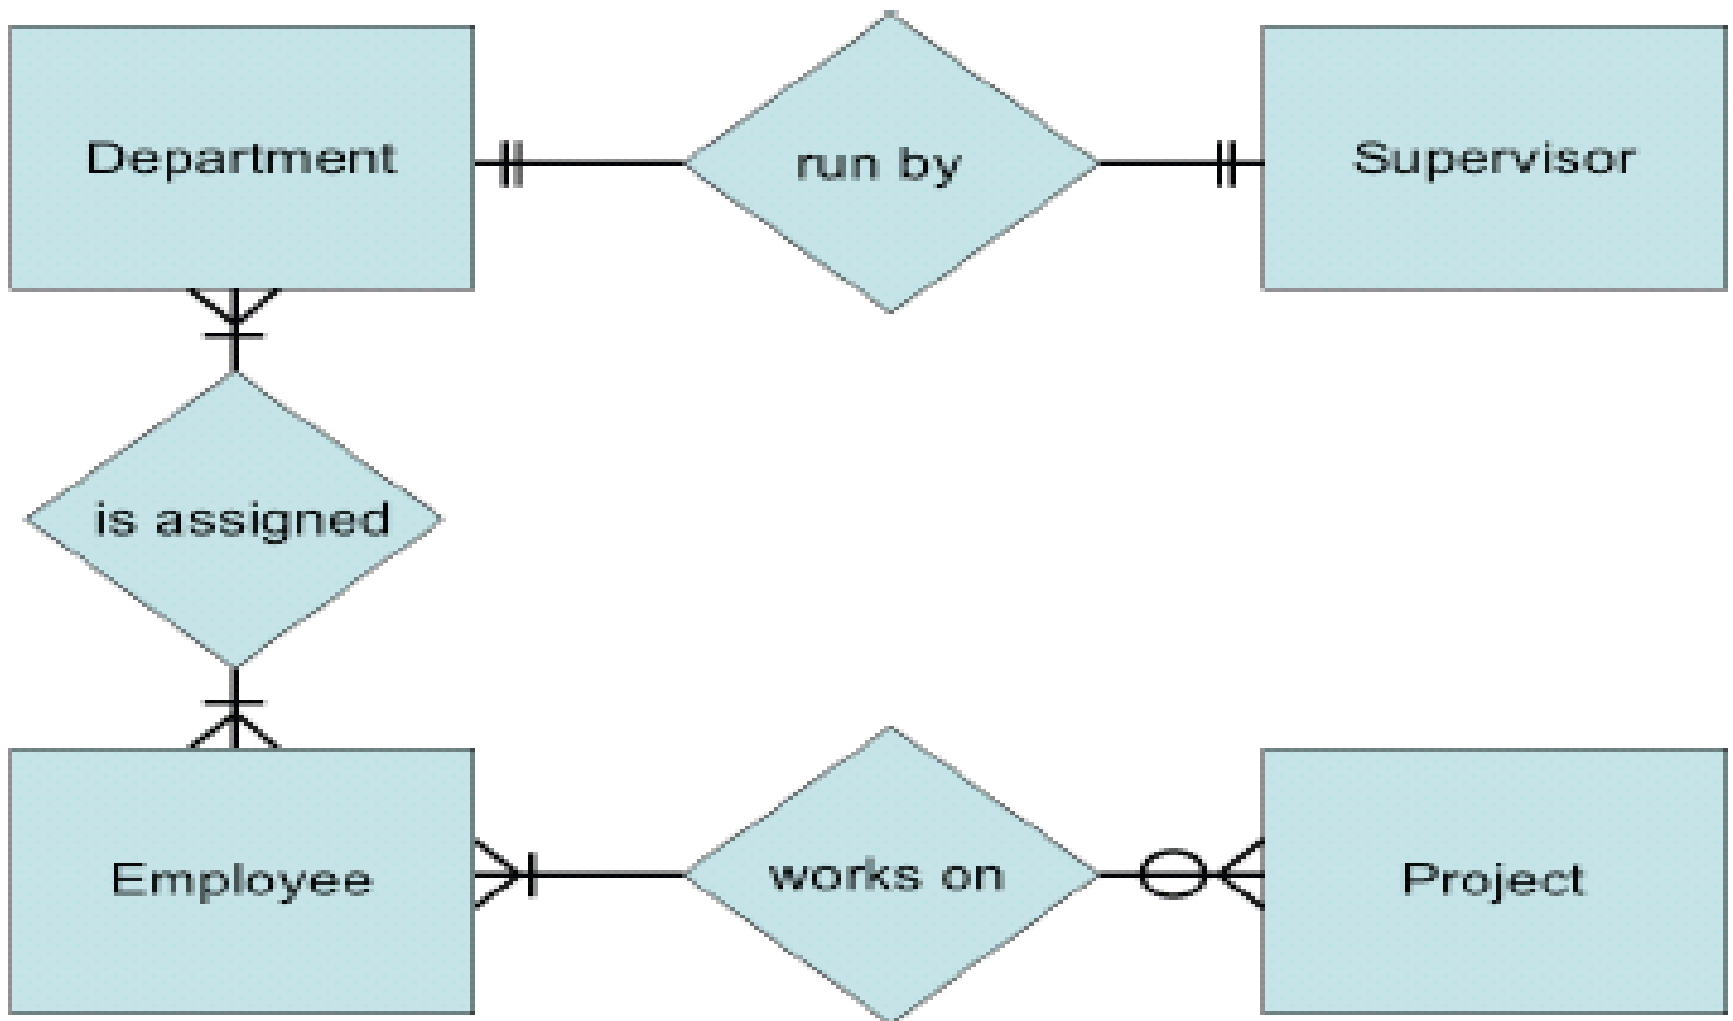 Department
run by
Supervisor
is assigned
Employee
works on
Project